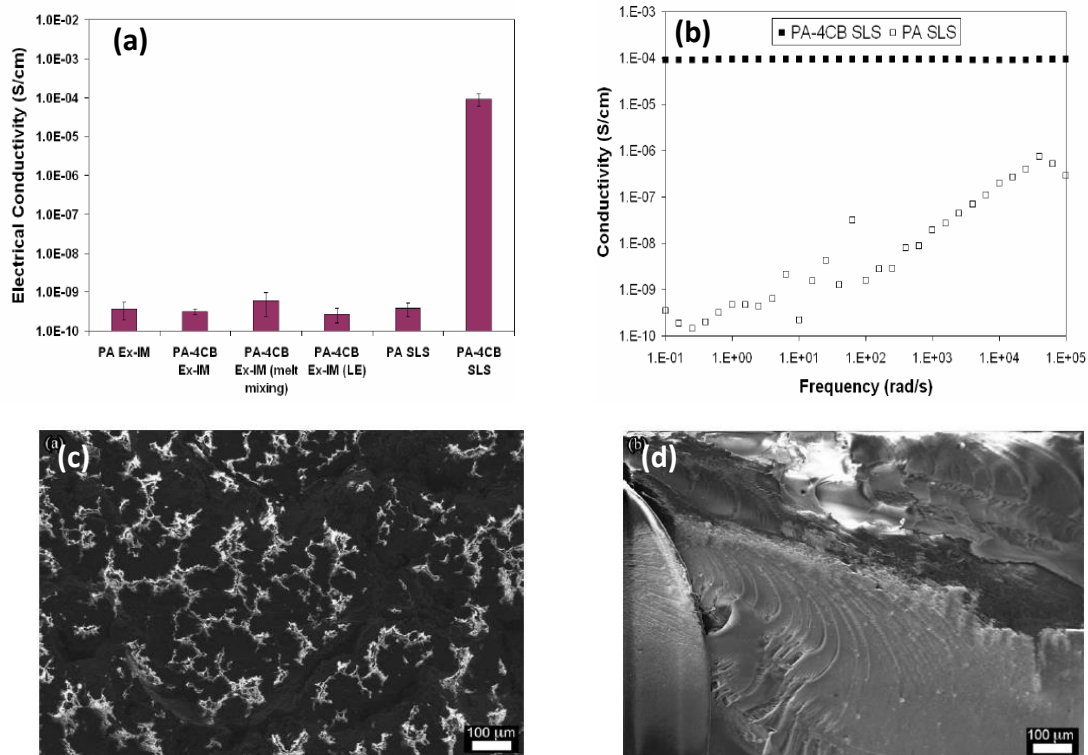 (a)
Electrical Conductivity (S/cm)
1.0E-02
1.0E-03
1.0E-04
1.0E-05
1.0E-06
1.0E-07
1.0E-08
1.0E-09
1.0E-10
PA Ex-IM
PA-4CB
Ex-IM
PA-4CB
Ex-IM (melt
mixing)
PA-4CB
Ex-IM (LE)
PA SLS
PA-4CB
SLS
(b)
PA-4CB SLS
PA SLS
Conductivity (S/cm)
1.E-03
1.E-04
1.E-05
1.E-06
1.E-07
1.E-08
1.E-09
1.E-10
1.E-01
1.E+00
1.E+01
1.E+02
1.E+03
1.E+04
1.E+05
Frequency (rad/s)
(a)
(c)
100 μm
(b)
(d)
100 μm